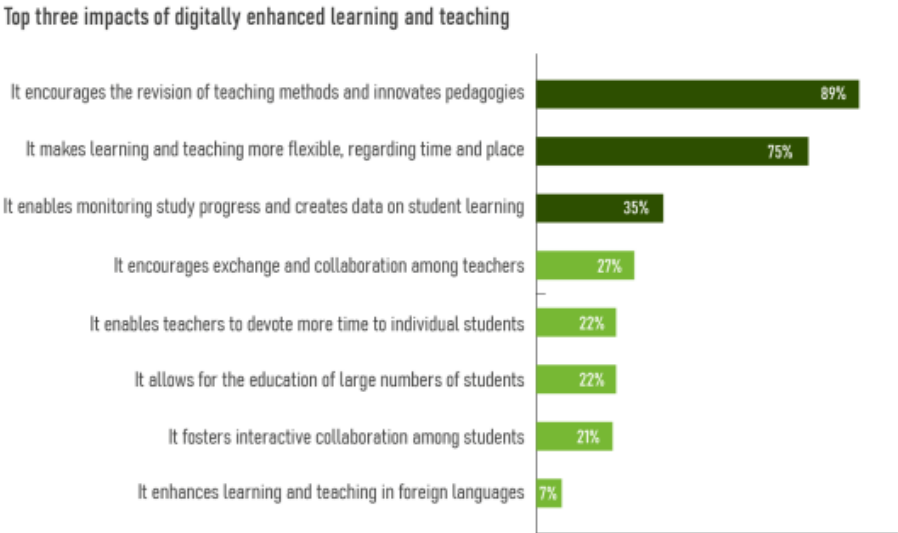 Top three impacts of digitally enhanced learning and teaching
It encourages the revision of teaching methods and innovates pedagogies 89%
It makes learning and teaching more flexible, regarding time and place 75%
It enables monitoring study progress and creates data on student learning 35%
It encourages exchange and collaboration among teachers 27%
It enables teachers to devote more time to individual students 22%
It allows for the education of large numbers of students 22%
It fosters interactive collaboration among students 21%
It enhances learning and teaching in foreign languages 7%